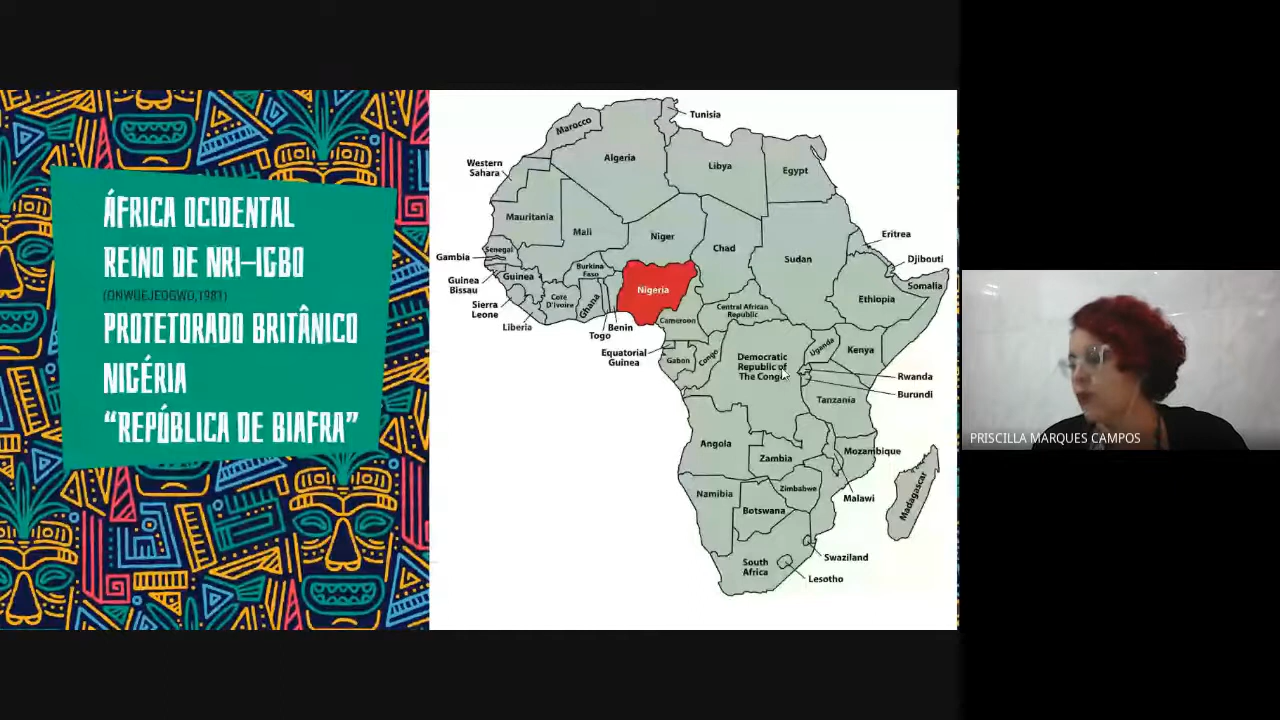 ÁFRICA OCIDENTAL
REINO DE NRI-IGBO
(ONWUEJEOGWO, 1981)
PROTETORADO BRITÂNICO
NIGÉRIA
“REPÚBLICA DE BIAFRA”
Tunisia
Marocco
Algeria
Libya
Egypt
Western
Sahara
Mauritania
Mali
Niger
Chad
Sudan
Eritrea
Djibouti
Somalia
Ethiopia
Senegal
Gambia
Guinea
Bissau
Guinea
Sierra
Leone
Liberia
Cote
D'Ivoire
Burkina
Faso
Ghana
Togo
Benin
Nigeria
Cameroon
Central African
Republic
Equatorial
Guinea
Gabon
Congo
Democratic
Republic of
The Congo
Uganda
Kenya
Rwanda
Burundi
Tanzania
Angola
Zambia
Mozambique
Malawi
Zimbabwe
Namibia
Botswana
Madagascar
Swaziland
South
Africa
Lesotho
PRISCILLA MARQUES CAMPOS